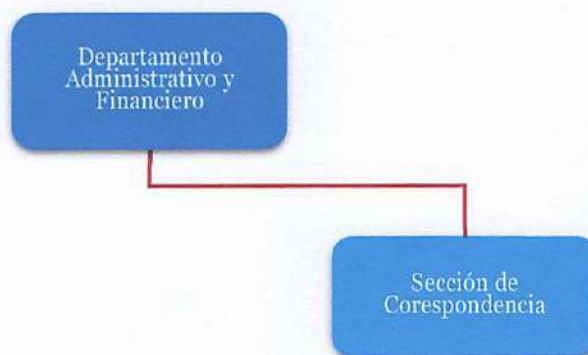 Departamento
Administrativo y
Financiero
Sección de
Corespondencia